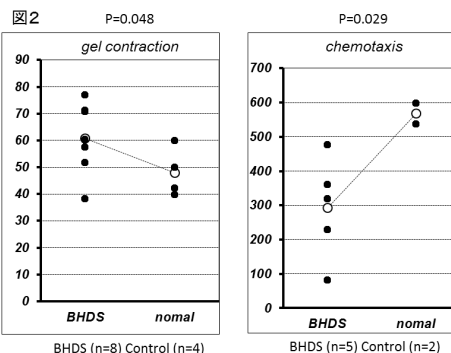 図2
P=0.048
gel contraction
90
80
70
60
50
40
30
20
10
0
BHDS nomal
BHDS (n=8) Control (n=4)
P=0.029
chemotaxis
700
600
500
400
300
200
100
0
BHDS nomal
BHDS (n=5) Control (n=2)